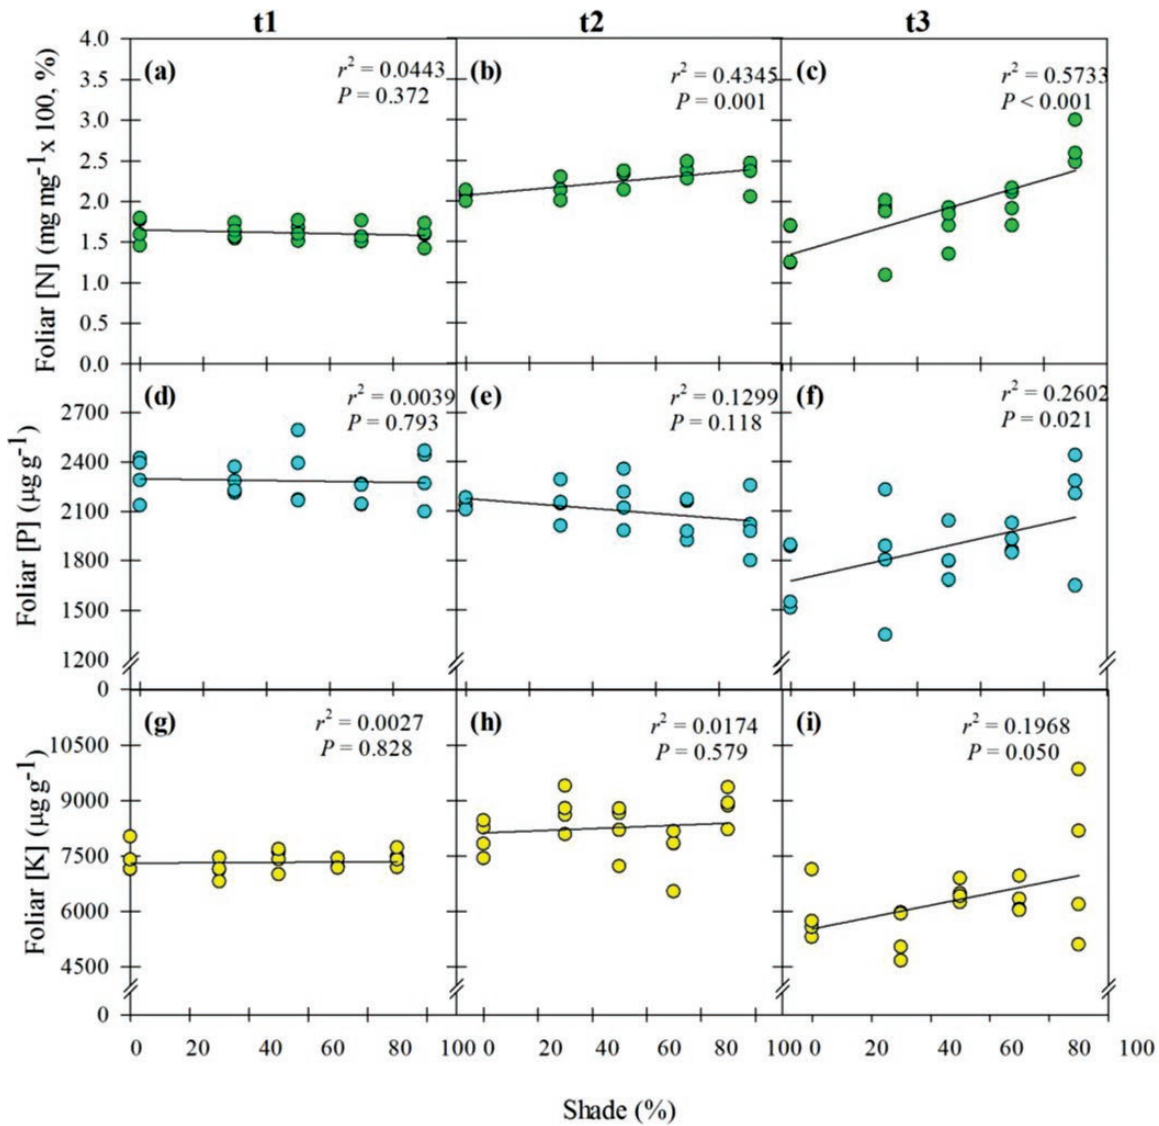 t1 t2 t3
Foliar [N] (mg mg⁻¹ x 100, %)
4.0
3.5
3.0
2.5
2.0
1.5
1.0
0.5
0.0
(a)
r² = 0.0443
P = 0.372
(b)
r² = 0.4345
P = 0.001
(c)
r² = 0.5733
P < 0.001
Foliar [P] (µg g⁻¹)
2700
2400
2100
1800
1500
1200
0
(d)
r² = 0.0039
P = 0.793
(e)
r² = 0.1299
P = 0.118
(f)
r² = 0.2602
P = 0.021
Foliar [K] (µg g⁻¹)
10500
9000
7500
6000
4500
0
(g)
r² = 0.0027
P = 0.828
(h)
r² = 0.0174
P = 0.579
(i)
r² = 0.1968
P = 0.050
0 20 40 60 80 100 0 20 40 60 80 100 0 20 40 60 80 100
Shade (%)